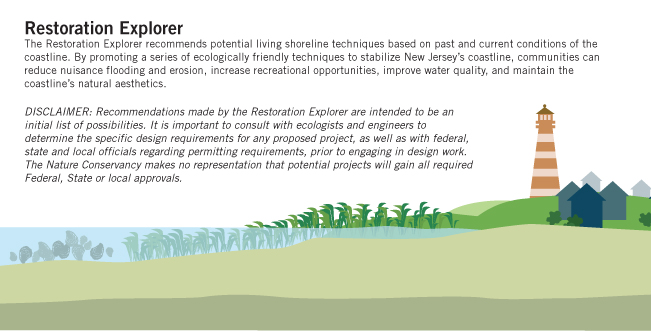 Restoration Explorer
The Restoration Explorer recommends potential living shoreline techniques based on past and current conditions of the
coastline. By promoting a series of ecologically friendly techniques to stabilize New Jersey's coastline, communities can
reduce nuisance flooding and erosion, increase recreational opportunities, improve water quality, and maintain the
coastline's natural aesthetics.
DISCLAIMER: Recommendations made by the Restoration Explorer are intended to be an
initial list of possibilities. It is important to consult with ecologists and engineers to
determine the specific design requirements for any proposed project, as well as with federal,
state and local officials regarding permitting requirements, prior to engaging in design work.
The Nature Conservancy makes no representation that potential projects will gain all required
Federal, State or local approvals.